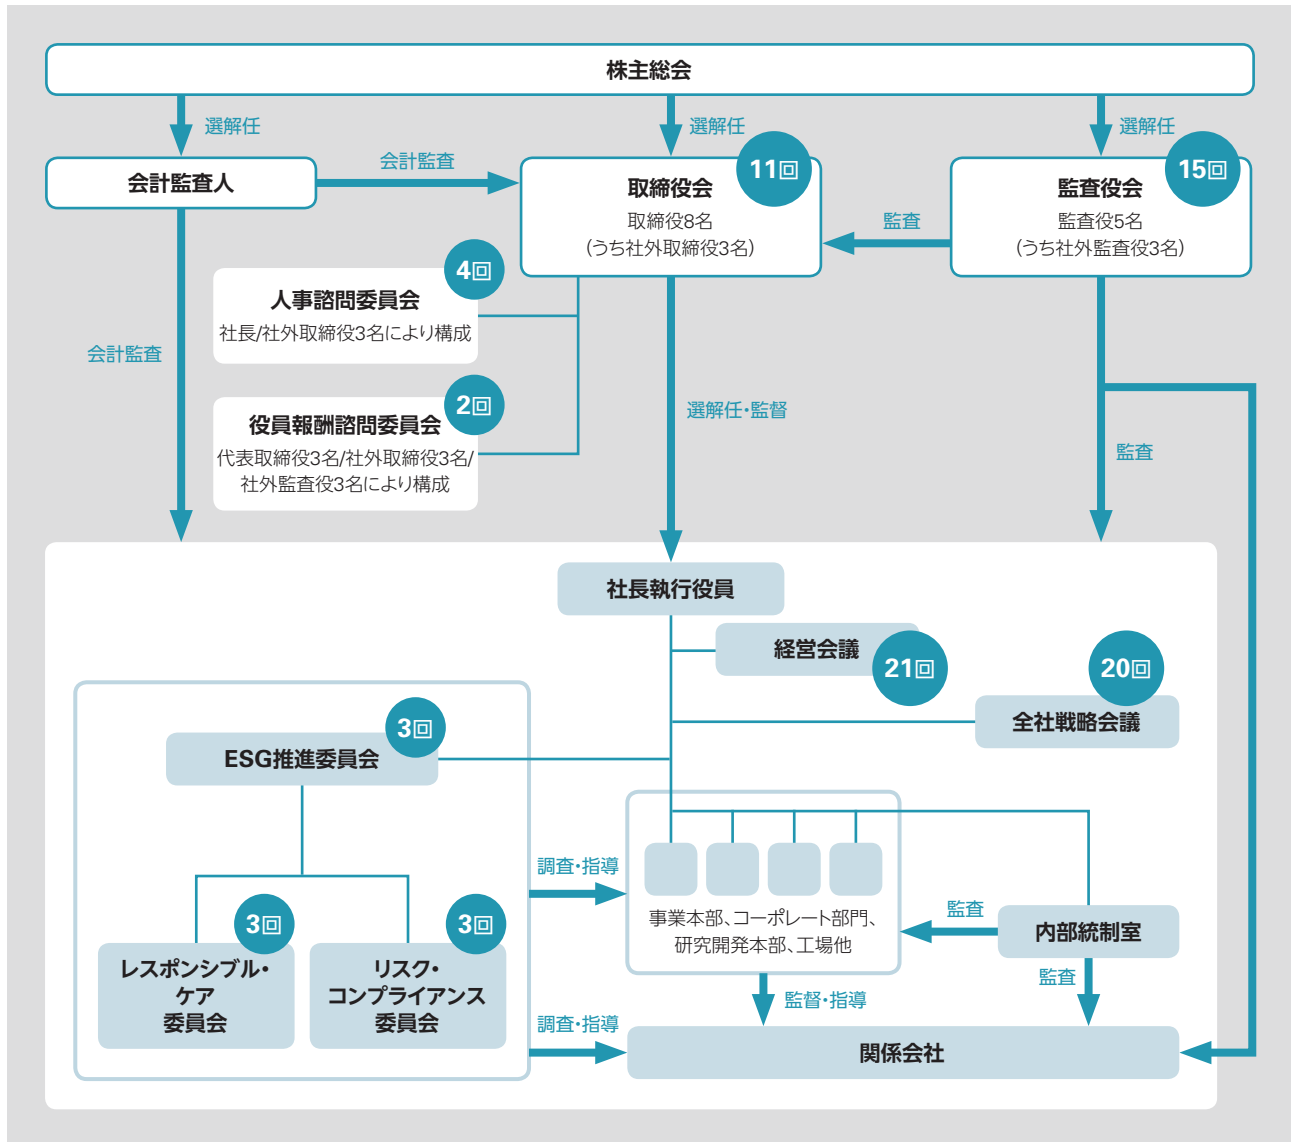 株主総会
選解任
選解任
選解任
会計監査人
会計監査
取締役会
11回
取締役8名
(うち社外取締役3名)
監査
監査役会
15回
監査役5名
(うち社外監査役3名)
人事諮問委員会
4回
社長/社外取締役3名により構成
会計監査
役員報酬諮問委員会
2回
代表取締役3名/社外取締役3名/
社外監査役3名により構成
選解任・監督
監査
社長執行役員
経営会議
21回
20回
全社戦略会議
3回
ESG推進委員会
調査・指導
事業本部、コーポレート部門、
研究開発本部、工場他
監査
内部統制室
3回
レスポンシブル・
ケア
委員会
3回
リスク・
コンプライアンス
委員会
監督・指導
監査
調査・指導
関係会社